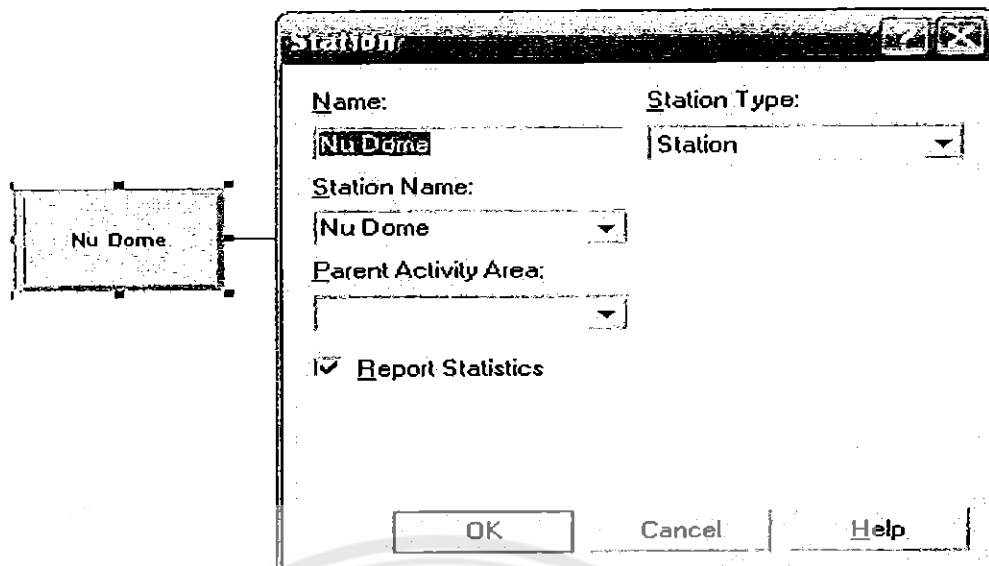 Station
Name:
Station Type:
Nu Dome
Station
Station Name:
Nu Dome
Nu Dome
Parent Activity Area:
Report Statistics
OK
Cancel
Help